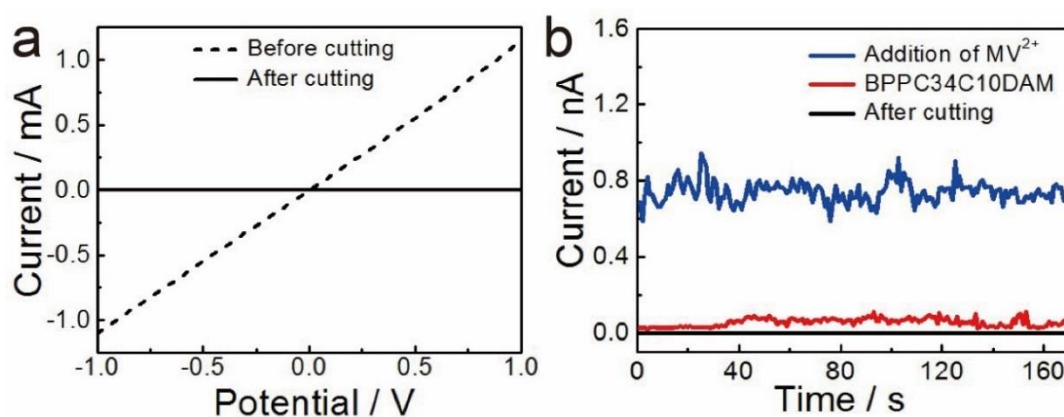 a
Before cutting
After cutting
Current / mA
1.0
0.5
0.0
-0.5
-1.0
-1.0
-0.5
0.0
0.5
1.0
Potential / V
b
Addition of MV²⁺
BPPC34C10DAM
After cutting
Current / nA
1.6
1.2
0.8
0.4
0.0
0
40
80
120
160
Time / s